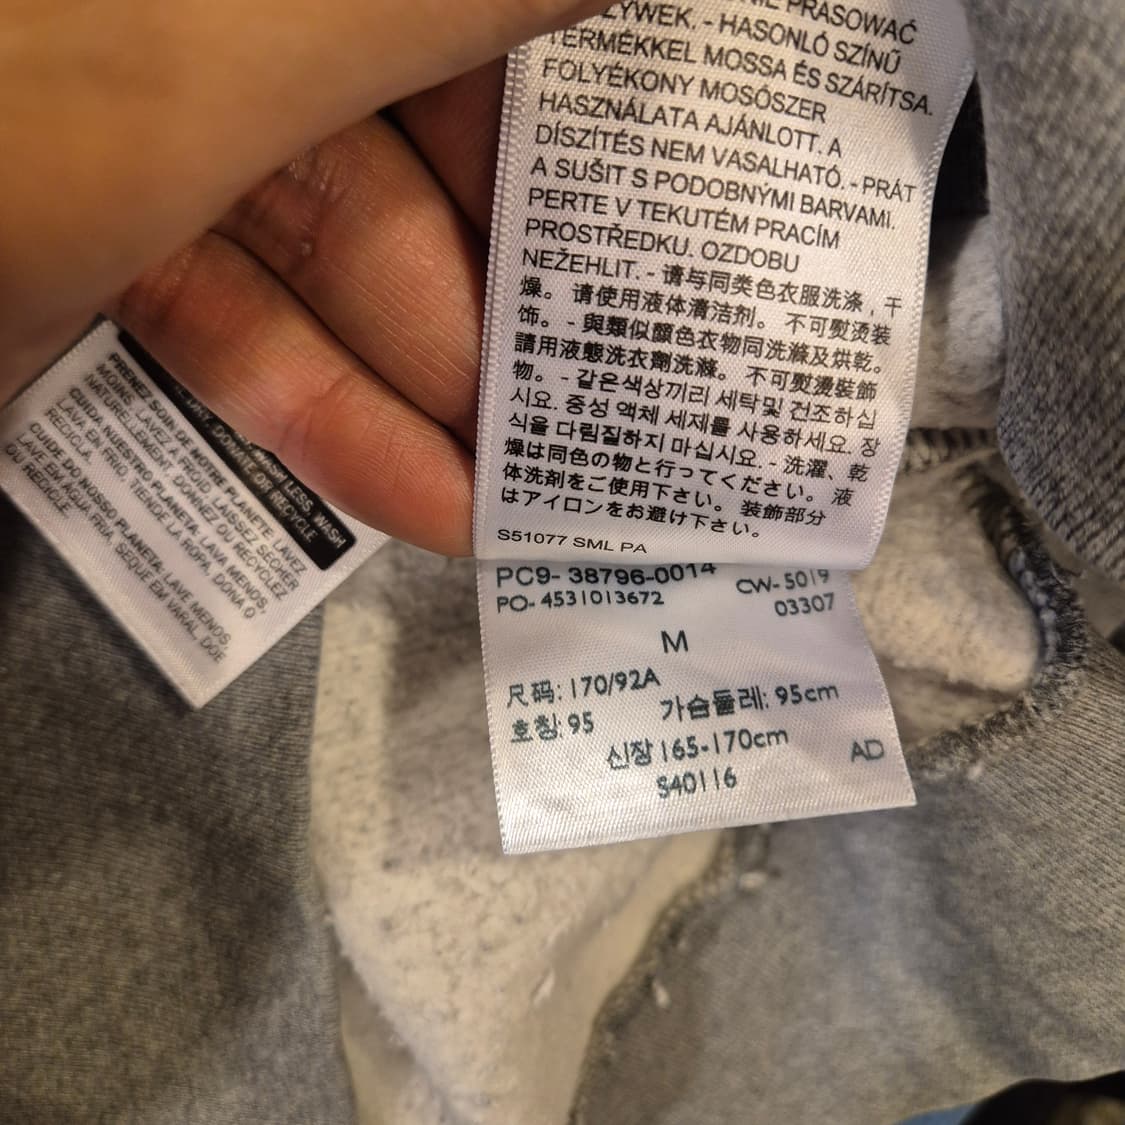 NIE PRASOWAĆ
ZYWEK. - HASONLÓ SZÍNŰ
TERMÉKKEL MOSSA ÉS SZÁRÍTSA.
FOLYÉKONY MOSÓSZER
HASZNÁLATA AJÁNLOTT. A
DÍSZÍTÉS NEM VASALHATÓ. - PRÁT
A SUŠIT S PODOBNÝMI BARVAMI.
PERTE V TEKUTÉM PRACÍM
PROSTŘEDKU. OZDOBU
NEŽEHLIT. - 请与同类色衣服洗涤，干
燥。 请使用液体清洁剂。 不可熨烫装
饰。 - 與類似顏色衣物同洗滌及烘乾。
請用液態洗衣劑洗滌。 不可熨燙裝飾
物。 - 같은색상끼리 세탁및 건조하십
시요. 중성 액체 세제를 사용하세요. 장
식을 다림질하지 마십시요. - 洗濯、乾
燥は同色の物と行ってください。 液
体洗剤をご使用下さい。 装飾部分
はアイロンをお避け下さい。
S51077 SML PA
PC9- 38796-0014 CW- 5019
PO- 4531013672 03307
M
尺码: 170/92A
호칭: 95 가슴둘레: 95cm
신장 165-170cm AD
S40116
WASH LESS, WASH
DONATE OR RECYCLE
PRENEZ SOIN DE NOTRE PLANÈTE, LAVEZ
MOINS, LAVEZ À FROID, LAISSEZ SÉCHER
NATURELLEMENT, DONNEZ OU RECYCLEZ
CUIDA NUESTRO PLANETA, LAVA MENOS,
LAVA EN FRÍO, TIENDE LA ROPA, DONA O
RECICLA.
CUIDE DO NOSSO PLANETA, LAVE MENOS,
LAVE EM ÁGUA FRIA, SEQUE EM VARAL, DOE
OU RECICLE